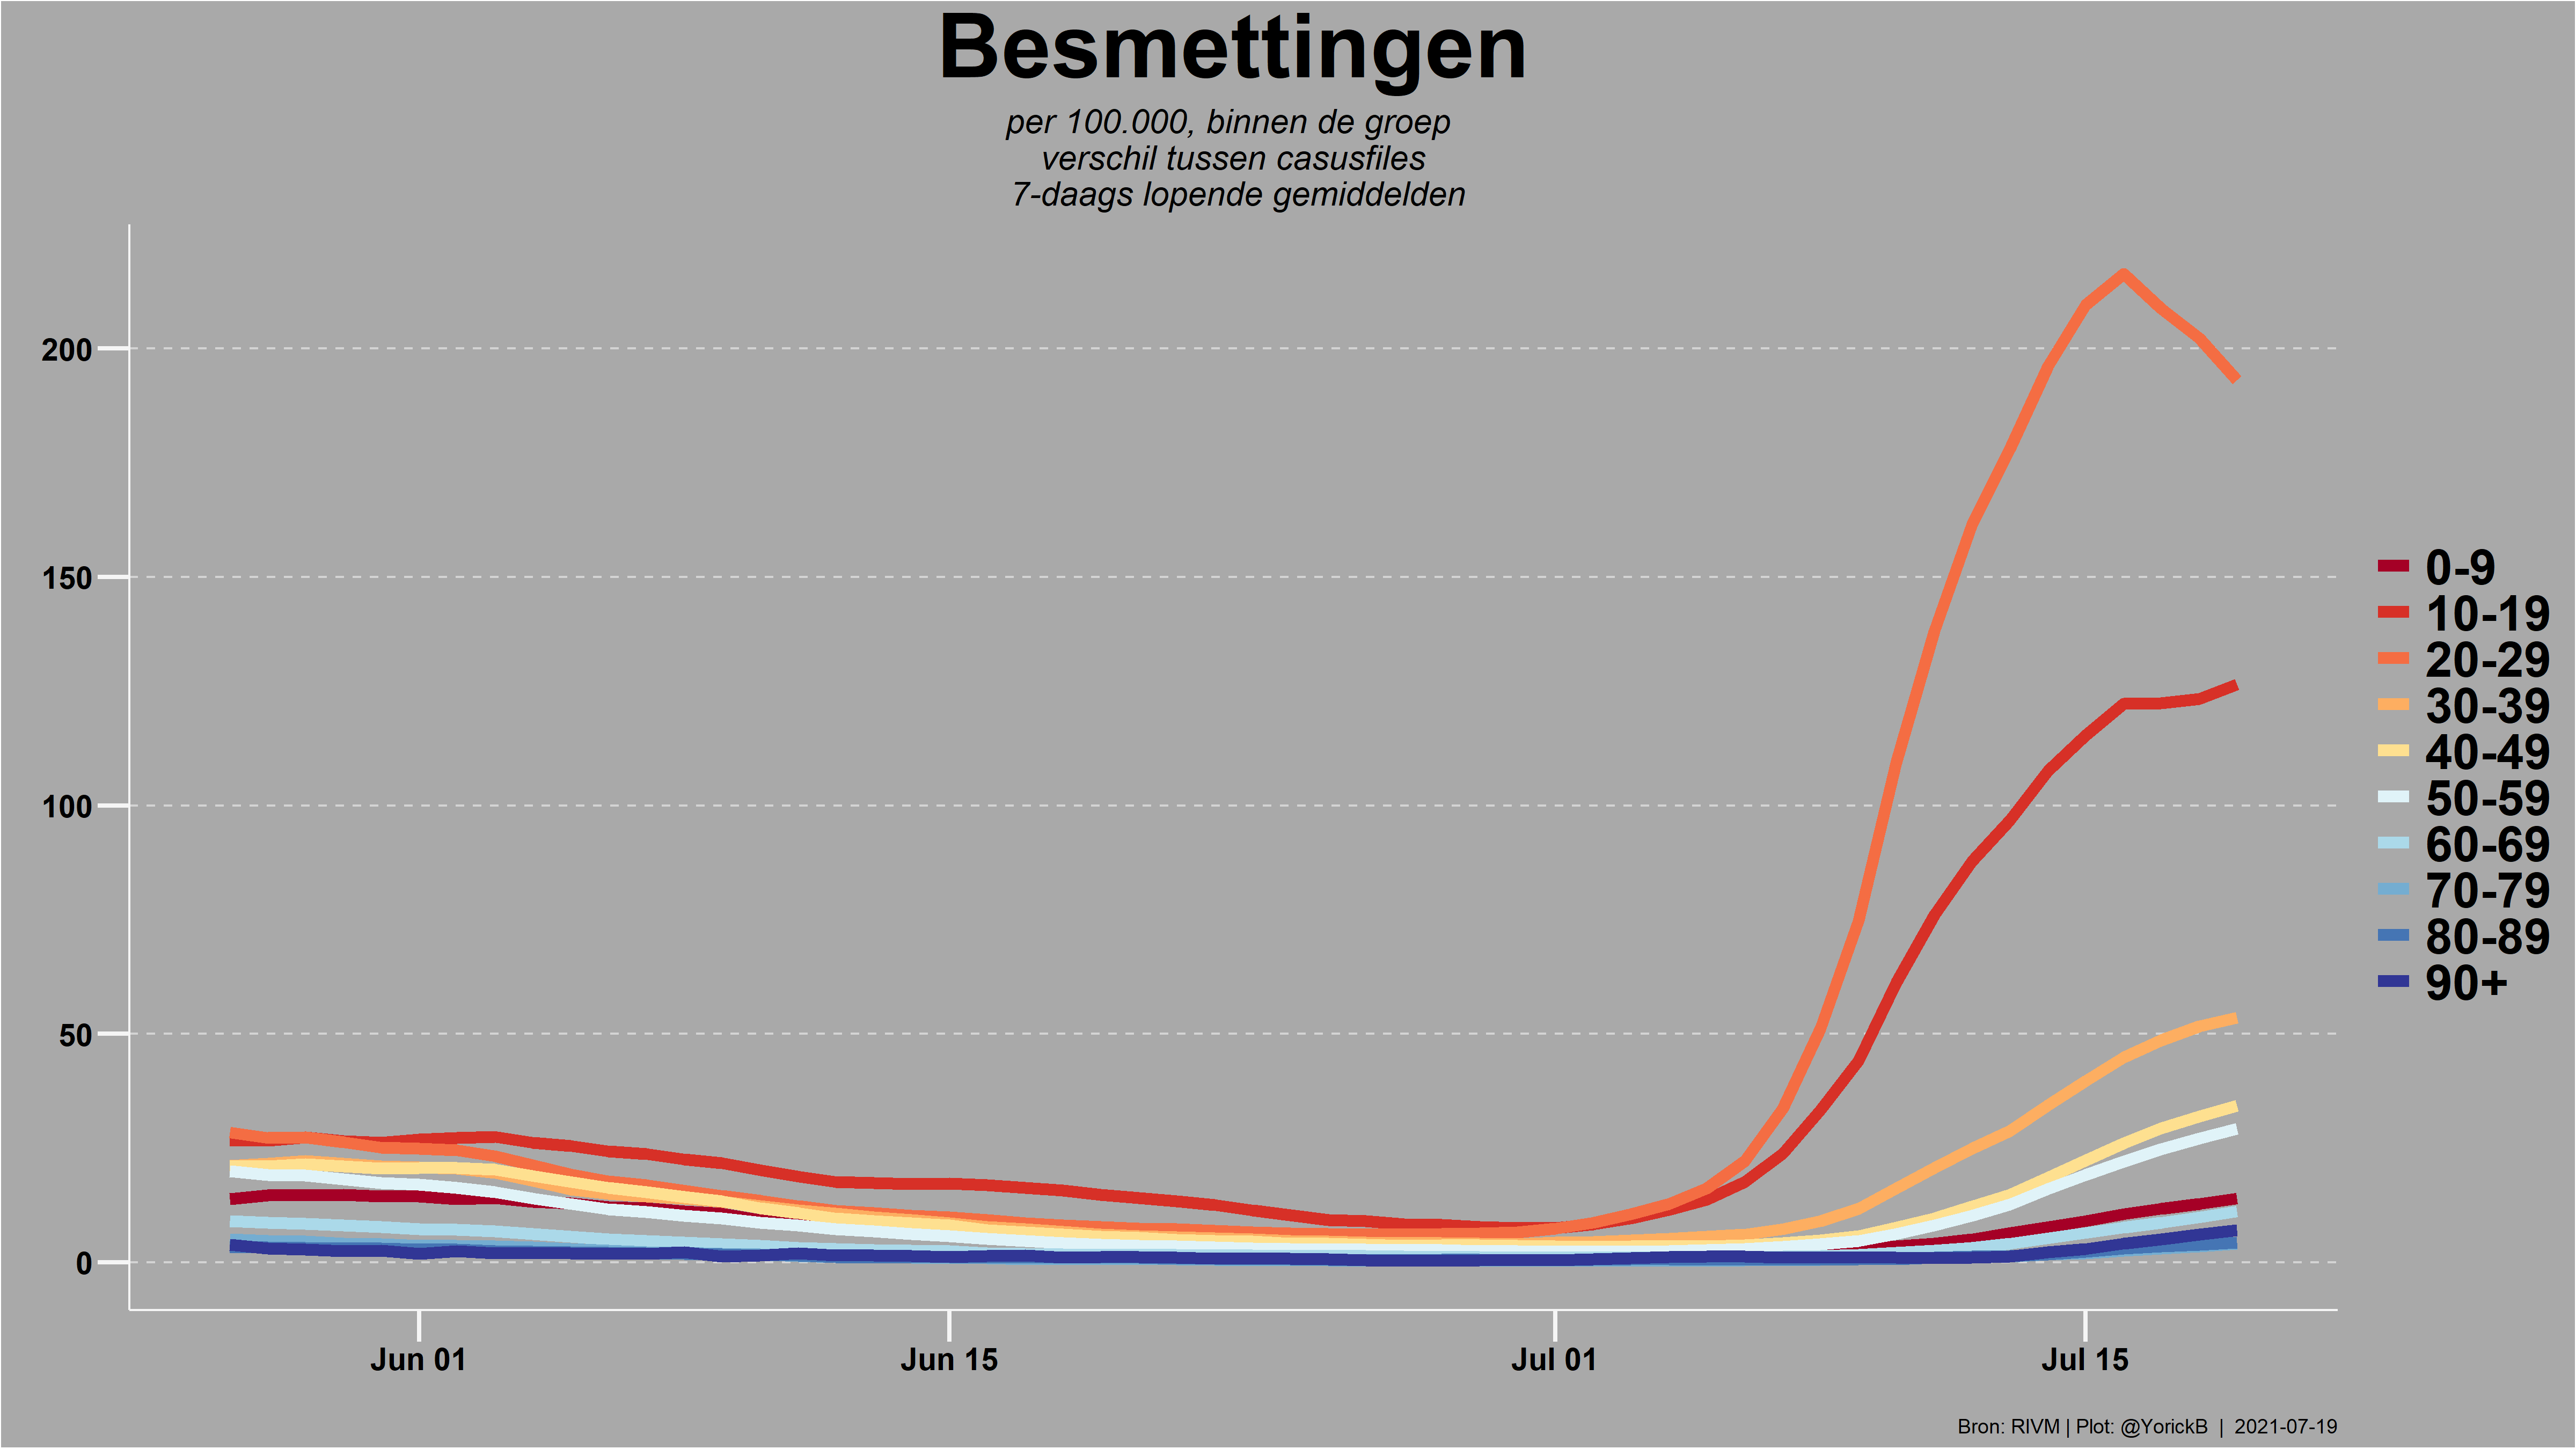 Besmettingen
per 100.000, binnen de groep
verschil tussen casusfiles
7-daags lopende gemiddelden
200
150
100
50
0
Jun 01
Jun 15
Jul 01
Jul 15
0-9
10-19
20-29
30-39
40-49
50-59
60-69
70-79
80-89
90+
Bron: RIVM | Plot: @YorickB | 2021-07-19